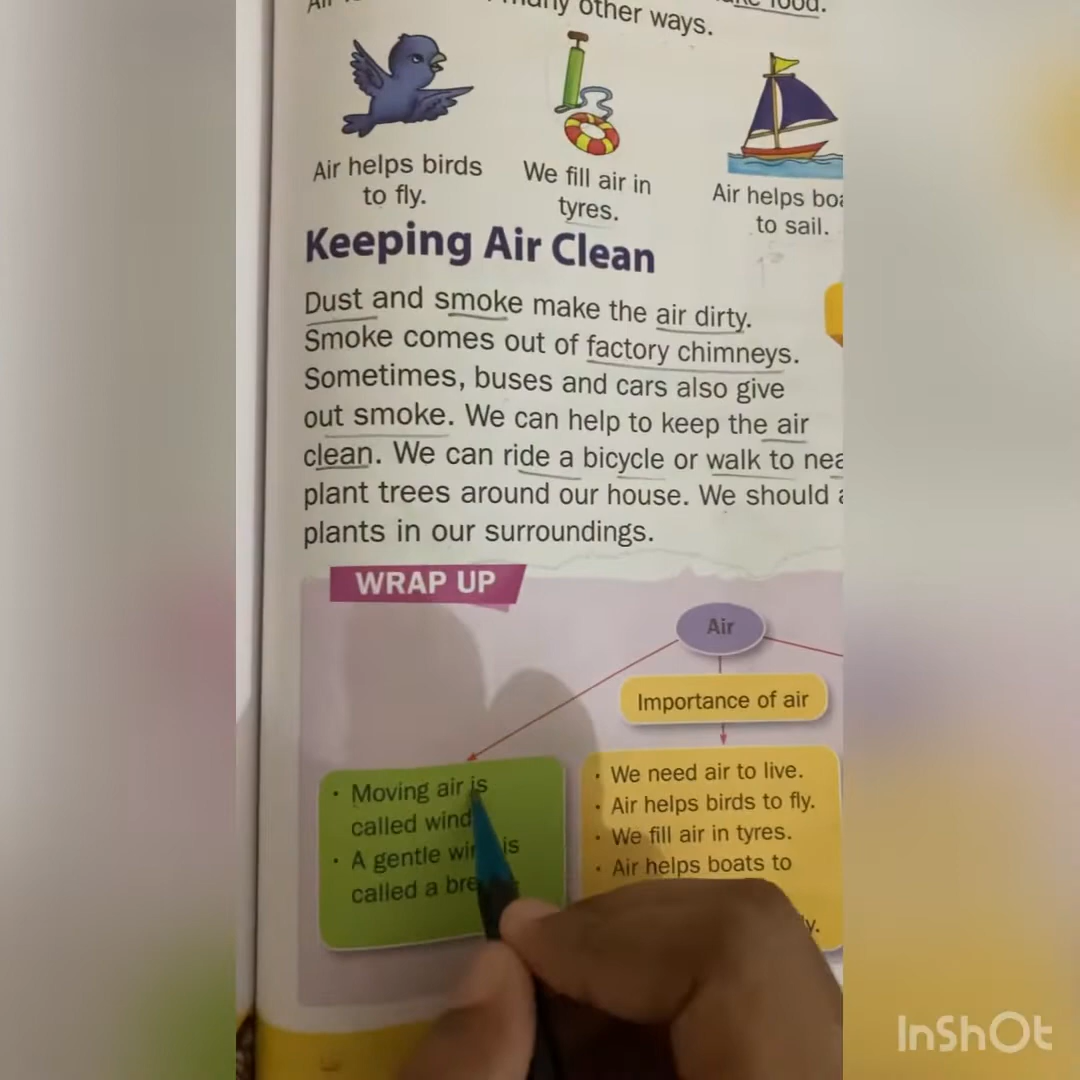 many other ways.
Air helps birds
to fly.
We fill air in
tyres.
Air helps
to sail.
Keeping Air Clean
Dust and smoke make the air dirty.
Smoke comes out of factory chimneys.
Sometimes, buses and cars also give
out smoke. We can help to keep the air
clean. We can ride a bicycle or walk to
plant trees around our house. We should
plants in our surroundings.
WRAP UP
Air
Importance of air
• Moving air is
called wind
• A gentle is
called a
• We need air to live.
• Air helps birds to fly.
• We fill air in tyres.
• Air helps boats to
InShOt